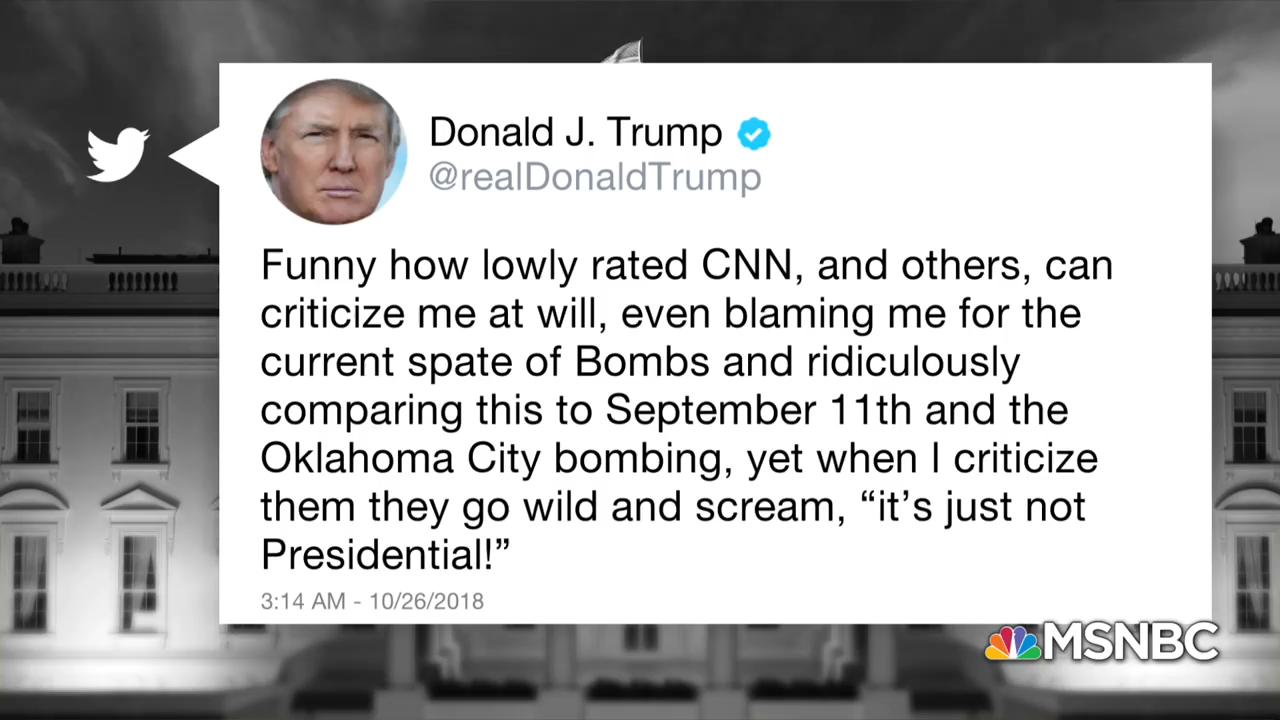 Donald J. Trump
@realDonaldTrump
Funny how lowly rated CNN, and others, can
criticize me at will, even blaming me for the
current spate of Bombs and ridiculously
comparing this to September 11th and the
Oklahoma City bombing, yet when I criticize
them they go wild and scream, “it’s just not
Presidential!”
3:14 AM - 10/26/2018
MSNBC